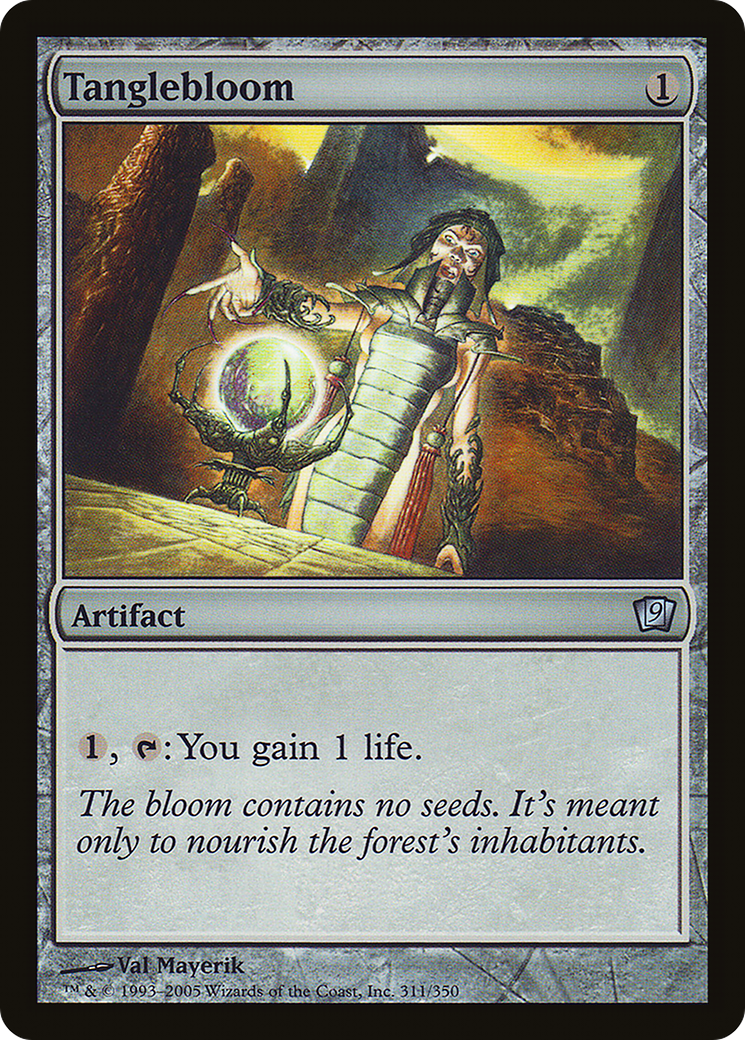 Tanglebloom 1
Artifact 9
1, : You gain 1 life.
The bloom contains no seeds. It's meant
only to nourish the forest's inhabitants.
Val Mayerik
™ & © 1993–2005 Wizards of the Coast, Inc. 311/350